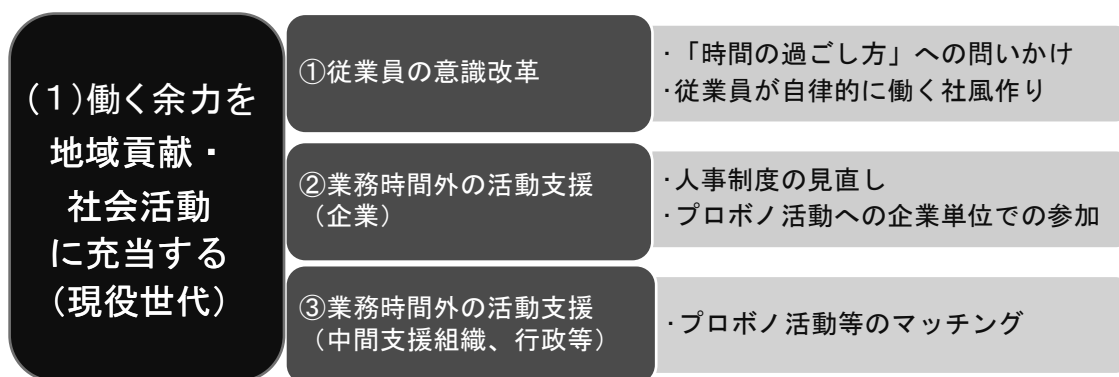 (1)働く余力を
地域貢献・
社会活動
に充当する
(現役世代)
①従業員の意識改革
・「時間の過ごし方」への問いかけ
・従業員が自律的に働く社風作り
②業務時間外の活動支援
(企業)
・人事制度の見直し
・プロボノ活動への企業単位での参加
③業務時間外の活動支援
(中間支援組織、行政等)
・プロボノ活動等のマッチング